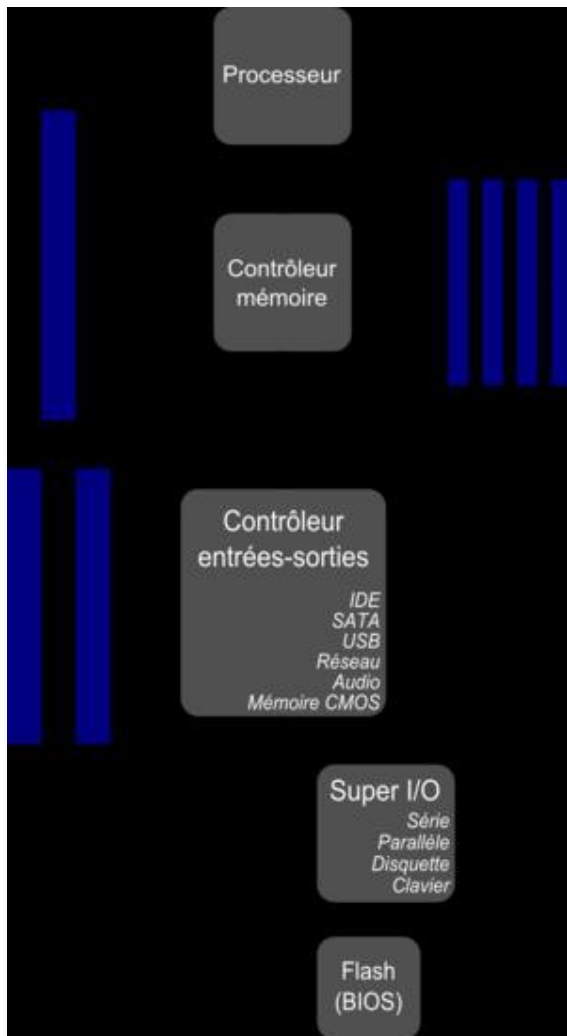 Processeur
Contrôleur
mémoire
Contrôleur
entrées-sorties
IDE
SATA
USB
Réseau
Audio
Mémoire CMOS
Super I/O
Série
Parallèle
Disquette
Clavier
Flash
(BIOS)